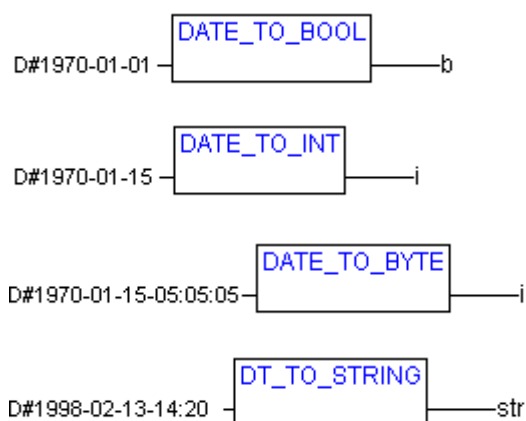 DATE_TO_BOOL
D#1970-01-01 b
DATE_TO_INT
D#1970-01-15 i
DATE_TO_BYTE
D#1970-01-15-05:05:05 i
DT_TO_STRING
D#1998-02-13-14:20 str